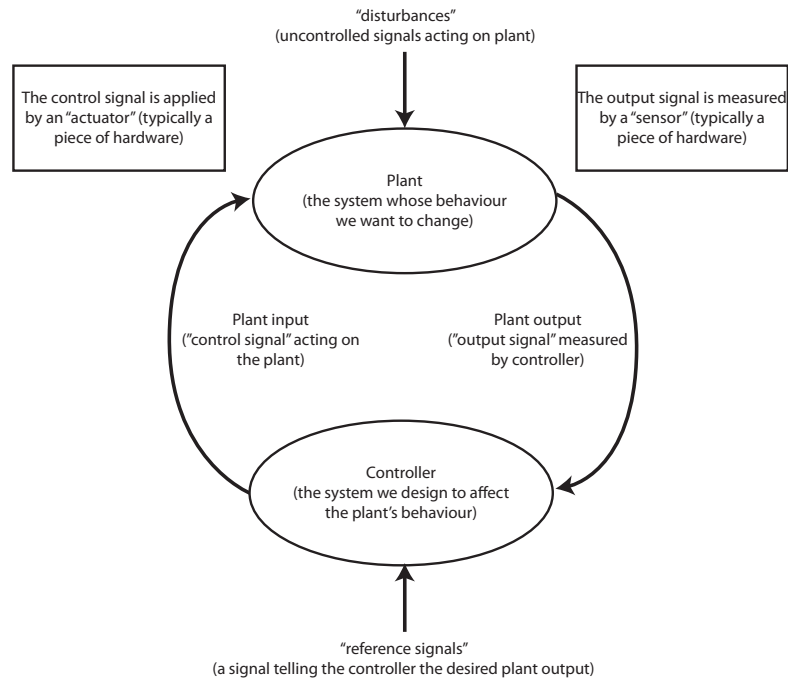 “disturbances”
(uncontrolled signals acting on plant)
The control signal is applied
by an “actuator” (typically a
piece of hardware)
The output signal is measured
by a “sensor” (typically a
piece of hardware)
Plant
(the system whose behaviour
we want to change)
Plant input
(”control signal” acting on
the plant)
Plant output
(”output signal” measured
by controller)
Controller
(the system we design to affect
the plant’s behaviour)
“reference signals”
(a signal telling the controller the desired plant output)